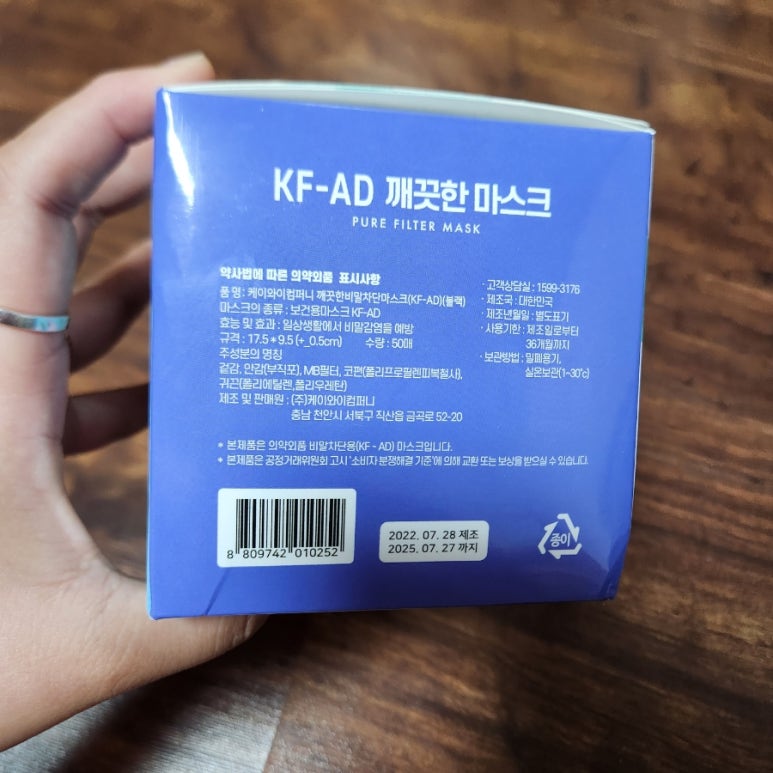 KF-AD 깨끗한 마스크
PURE FILTER MASK
약사법에 따른 의약외품 표시사항
품 명 : 케이와이컴퍼니 깨끗한비말차단마스크(KF-AD)(블랙)
마스크의 종류 : 보건용마스크 KF-AD
효능 및 효과 : 일상생활에서 비말감염을 예방
규격 : 17.5 * 9.5 (+_0.5cm) 수량 : 50매
주성분의 명칭
겉감, 안감(부직포), MB필터, 코편(폴리프로필렌피복철사),
귀끈(폴리에틸렌,폴리우레탄)
제조 및 판매원 : (주)케이와이컴퍼니
충남 천안시 서북구 직산읍 금곡로 52-20
· 고객상담실 : 1599-3176
· 제조국 : 대한민국
· 제조년월일 : 별도표기
· 사용기한 : 제조일로부터
36개월까지
· 보관방법 : 밀폐용기,
실온보관(1~30℃)
* 본제품은 의약외품 비말차단용(KF - AD) 마스크입니다.
* 본제품은 공정거래위원회 고시 '소비자 분쟁해결 기준'에 의해 교환 또는 보상을 받으실 수 있습니다.
8 809742 010252
2022. 07. 28 제조
2025. 07. 27 까지
종이